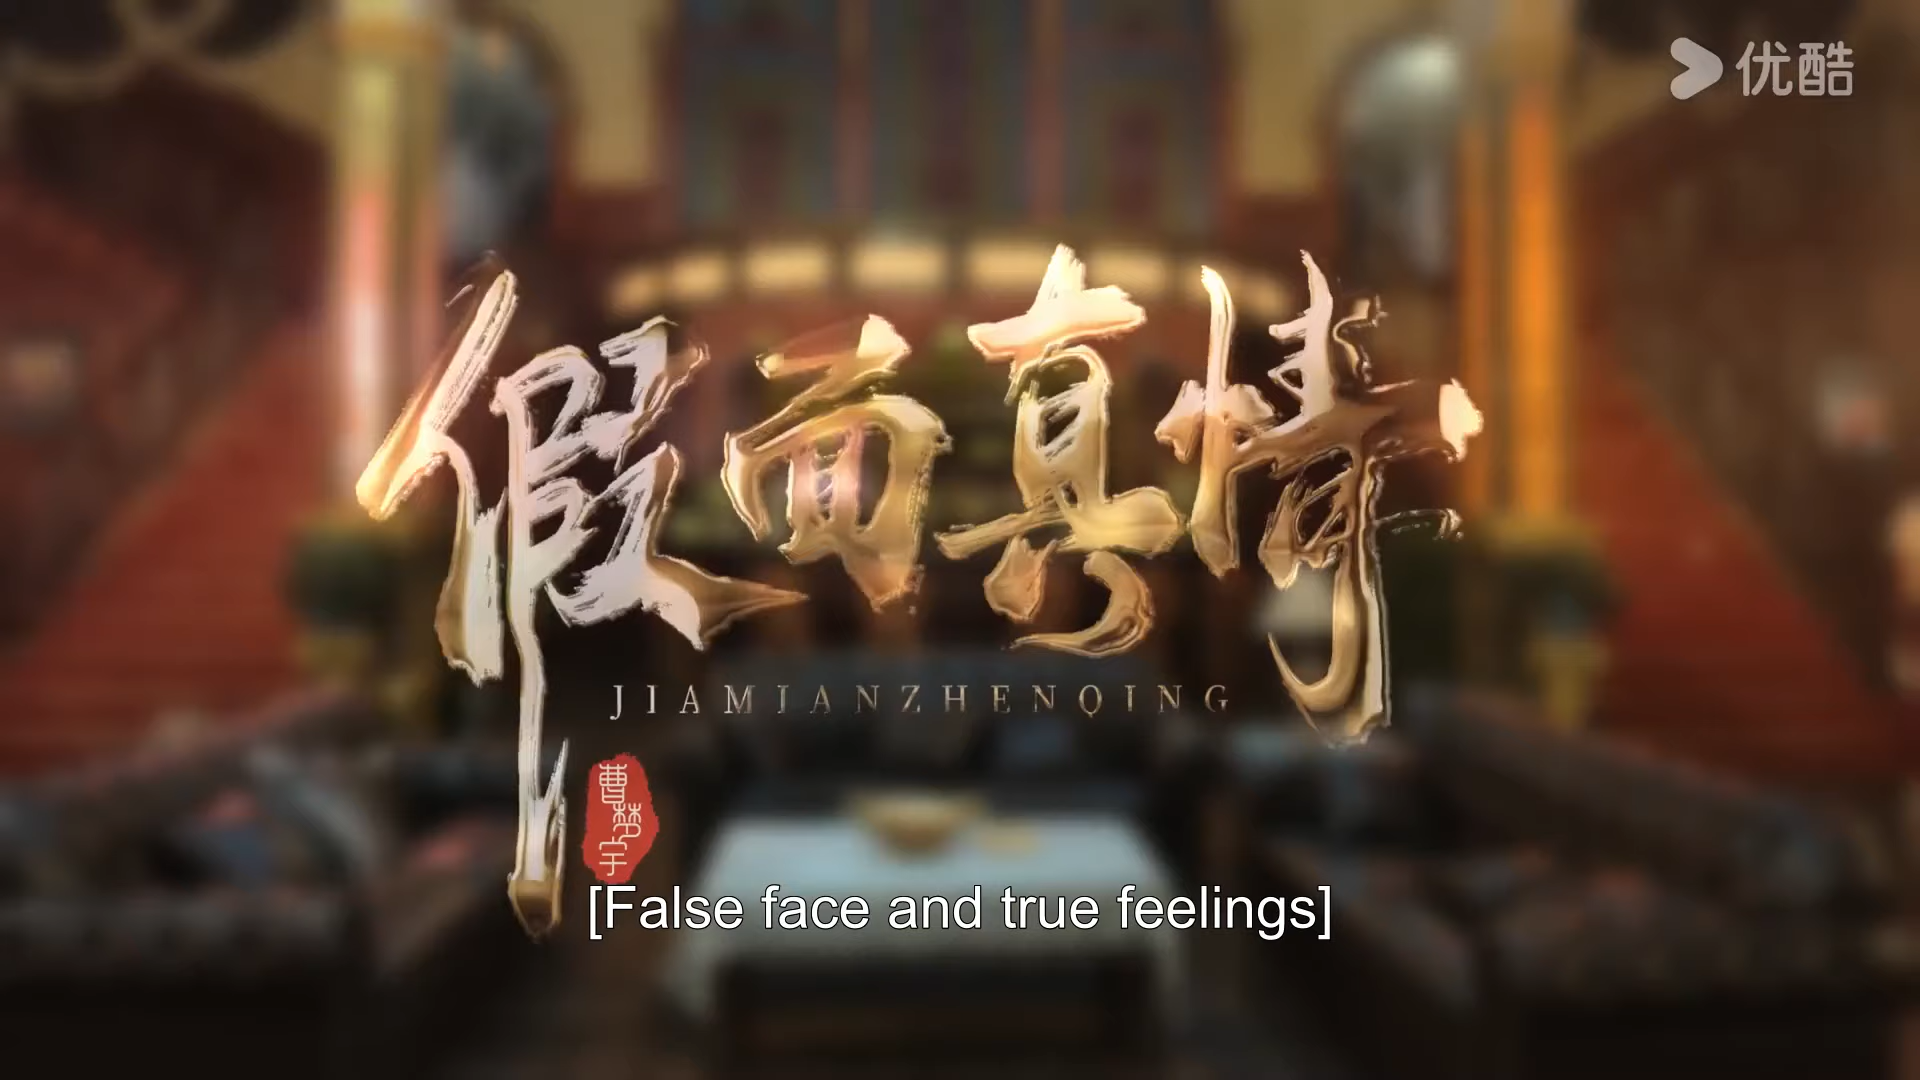 优酷
假面真情
JIAMIANZHENQING
[False face and true feelings]